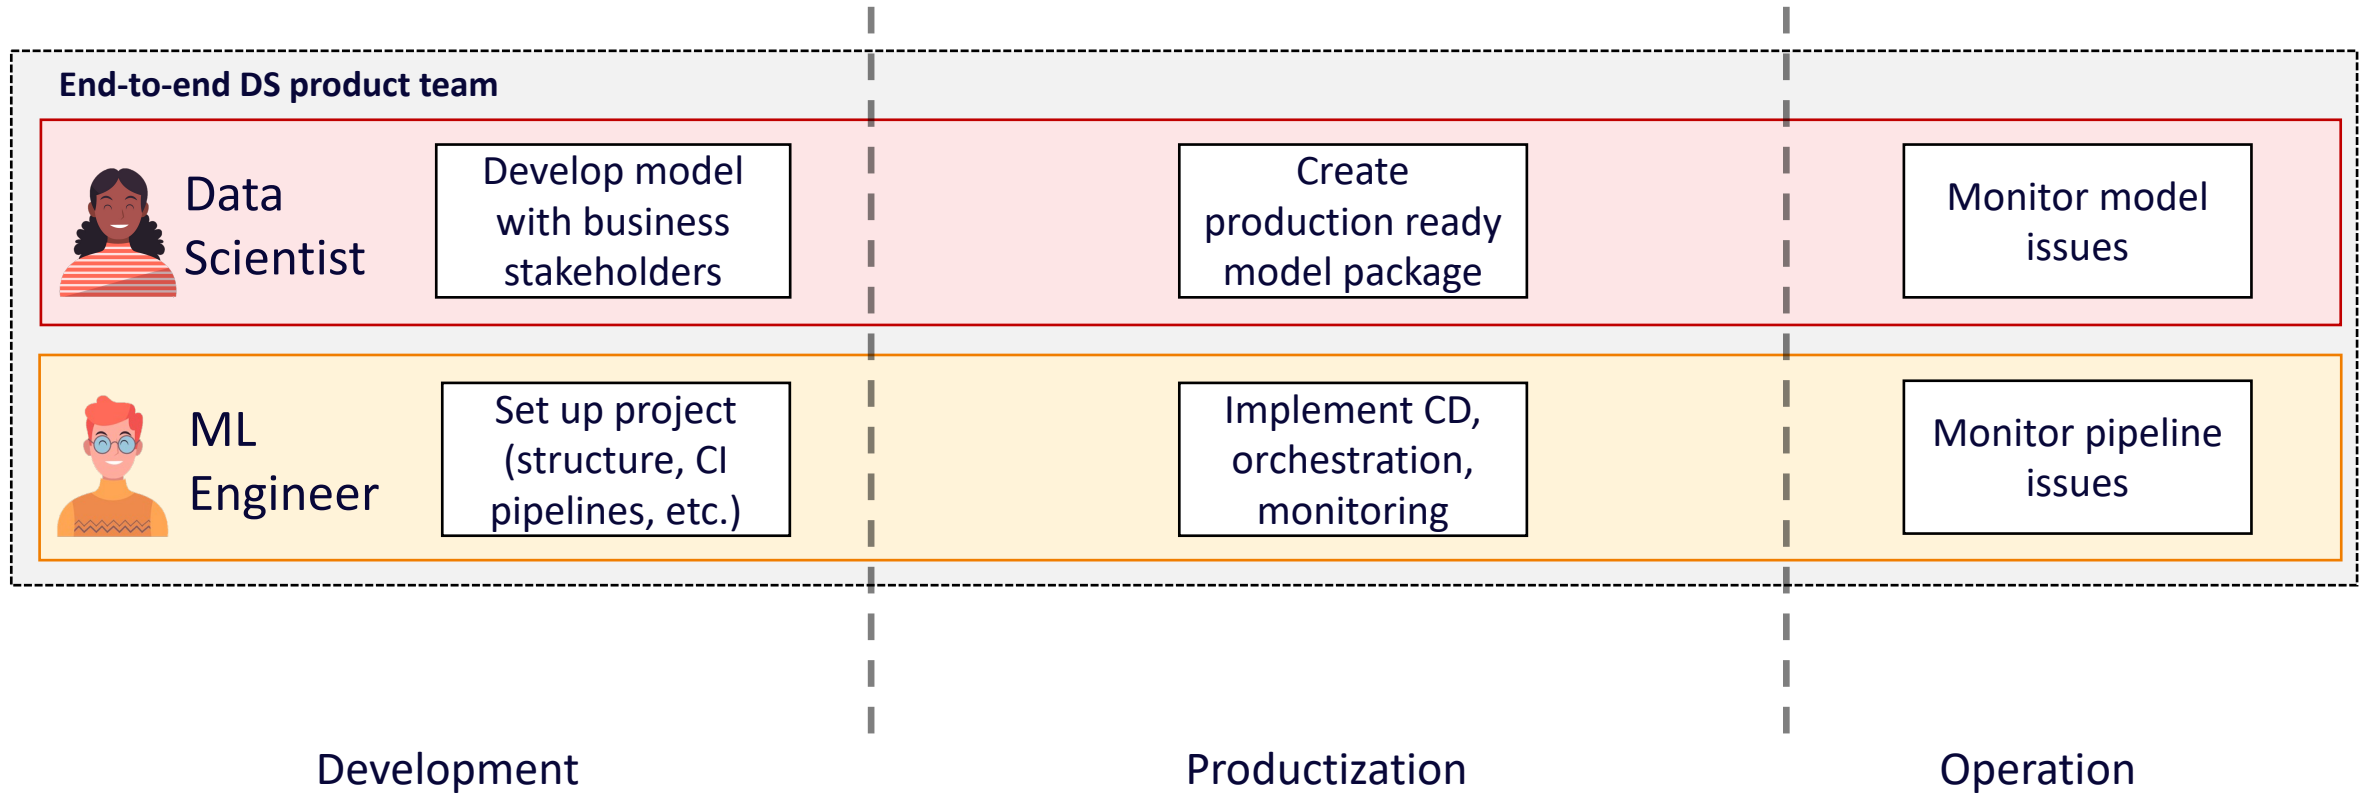 End-to-end DS product team
Data
Scientist
Develop model
with business
stakeholders
Create
production ready
model package
Monitor model
issues
ML
Engineer
Set up project
(structure, CI
pipelines, etc.)
Implement CD,
orchestration,
monitoring
Monitor pipeline
issues
Development
Productization
Operation